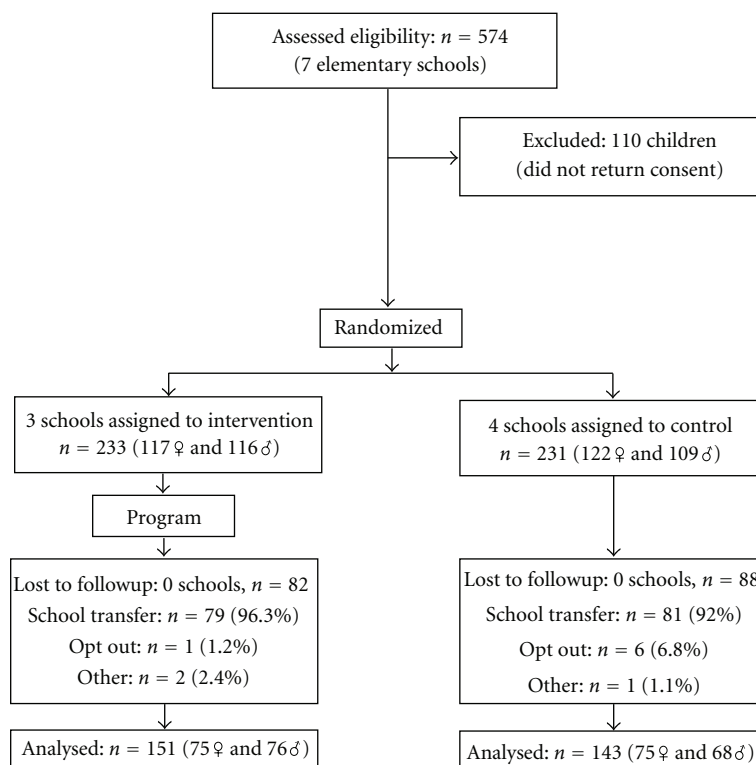 Assessed eligibility: n = 574
(7 elementary schools)
Excluded: 110 children
(did not return consent)
Randomized
3 schools assigned to intervention
n = 233 (117♀ and 116♂)
4 schools assigned to control
n = 231 (122♀ and 109♂)
Program
Lost to followup: 0 schools, n = 82
School transfer: n = 79 (96.3%)
Opt out: n = 1 (1.2%)
Other: n = 2 (2.4%)
Lost to followup: 0 schools, n = 88
School transfer: n = 81 (92%)
Opt out: n = 6 (6.8%)
Other: n = 1 (1.1%)
Analysed: n = 151 (75♀ and 76♂)
Analysed: n = 143 (75♀ and 68♂)